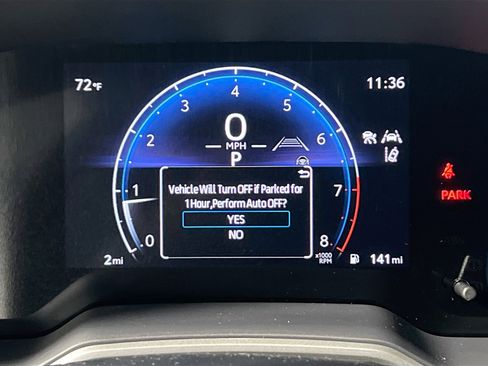 72°F
11:36
4
3 5
2 6
1 7
0 8
0
MPH
P
Vehicle Will Turn OFF if Parked for
1 Hour,Perform Auto OFF?
YES
NO
x1000
RPM
2mi
141mi
PARK